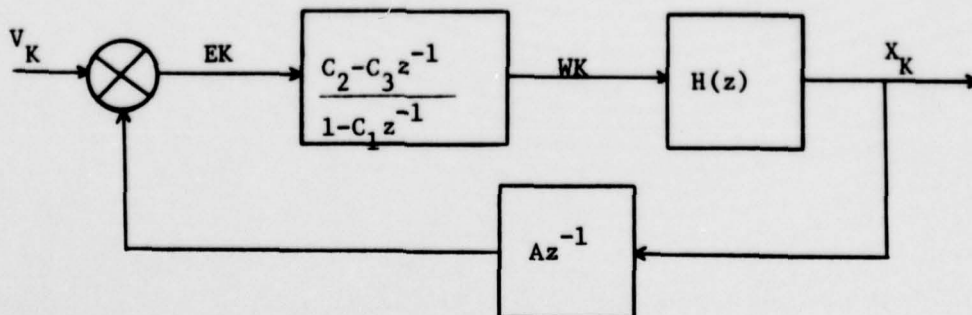 V_K
EK
C_2-C_3z^{-1}
1-C_1z^{-1}
WK
H(z)
X_K
Az^{-1}